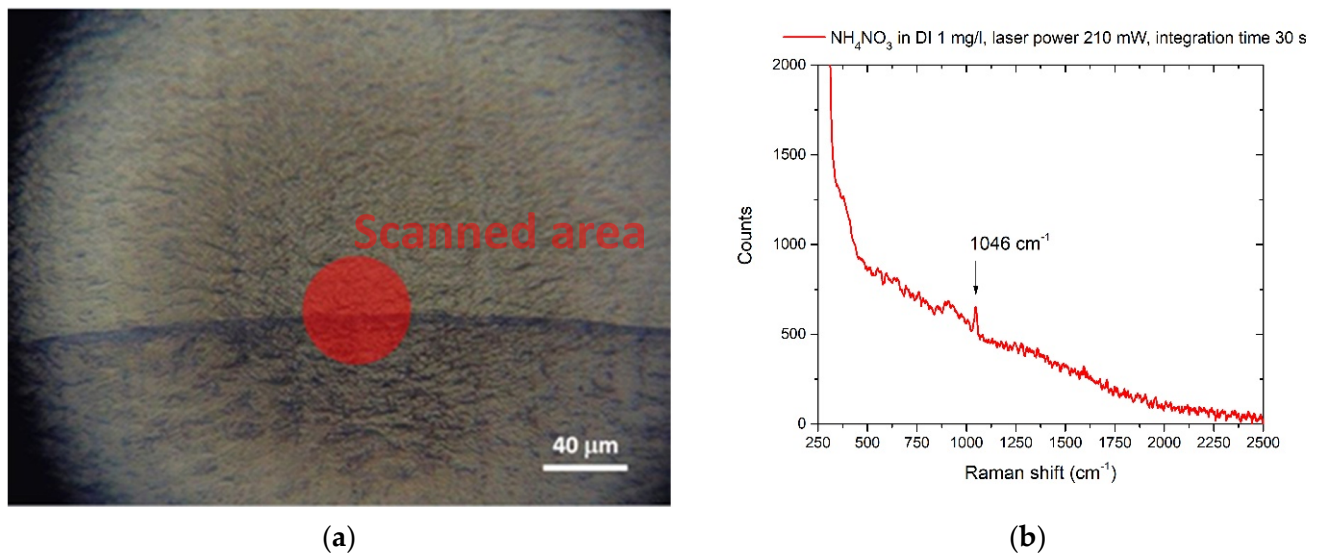 Scanned area
40 μm
(a)
NH₄NO₃ in DI 1 mg/l, laser power 210 mW, integration time 30 s
2000
1500
1000
500
0
Counts
1046 cm⁻¹
250 500 750 1000 1250 1500 1750 2000 2250 2500
Raman shift (cm⁻¹)
(b)